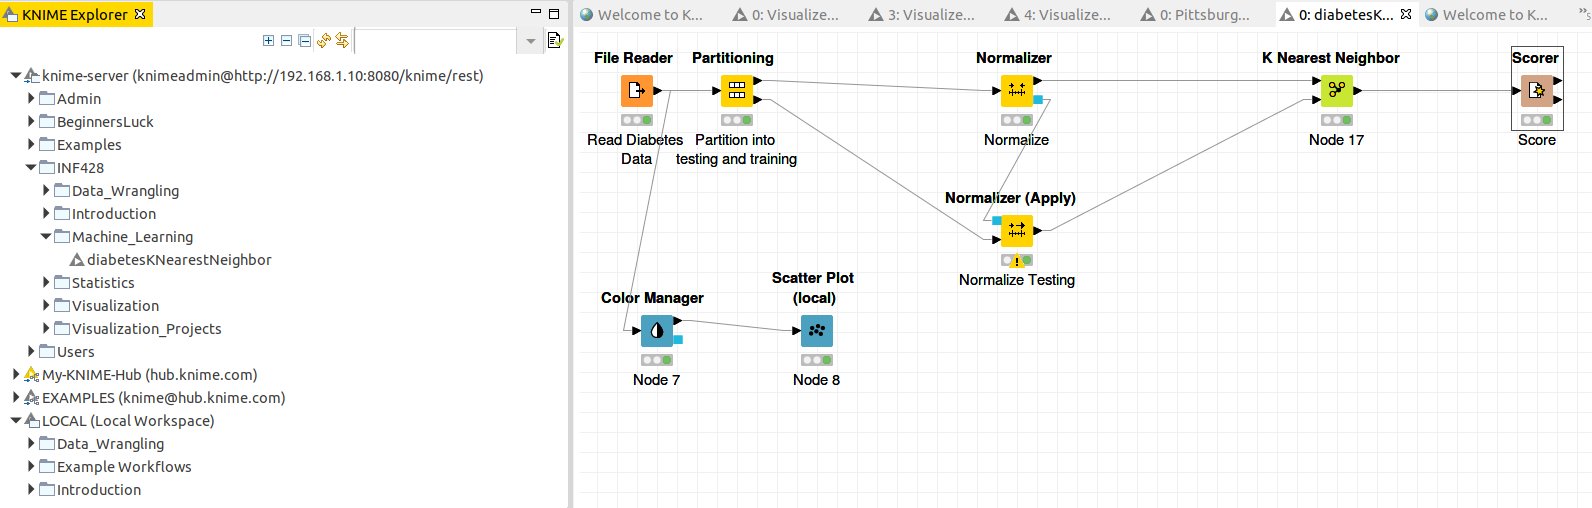 KNIME Explorer
knime-server (knimeadmin@http://192.168.1.10:8080/knime/rest)
Admin
BeginnersLuck
Examples
INF428
Data_Wrangling
Introduction
Machine_Learning
diabetesKNearestNeighbor
Statistics
Visualization
Visualization_Projects
Users
My-KNIME-Hub (hub.knime.com)
EXAMPLES (knime@hub.knime.com)
LOCAL (Local Workspace)
Data_Wrangling
Example Workflows
Introduction
Welcome to K... 0: Visualize... 3: Visualize... 4: Visualize... 0: Pittsburg... 0: diabetesK... Welcome to K...
File Reader
Read Diabetes
Data
Partitioning
Partition into
testing and training
Normalizer
Normalize
K Nearest Neighbor
Node 17
Scorer
Score
Normalizer (Apply)
Normalize Testing
Color Manager
Node 7
Scatter Plot
(local)
Node 8